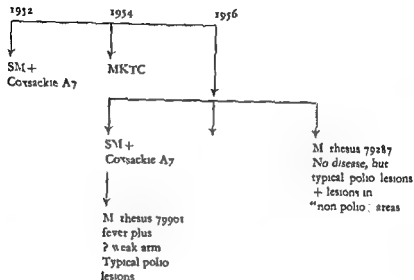 1932 1954 1956
SM +
Coxsackie A7
MKTC
SM +
Coxsackie A7
M rhesus 79901
fever plus
? weak arm
Typical polio
lesions
M rhesus 79287
No disease, but
typical polio lesions
+ lesions in
"non polio" areas